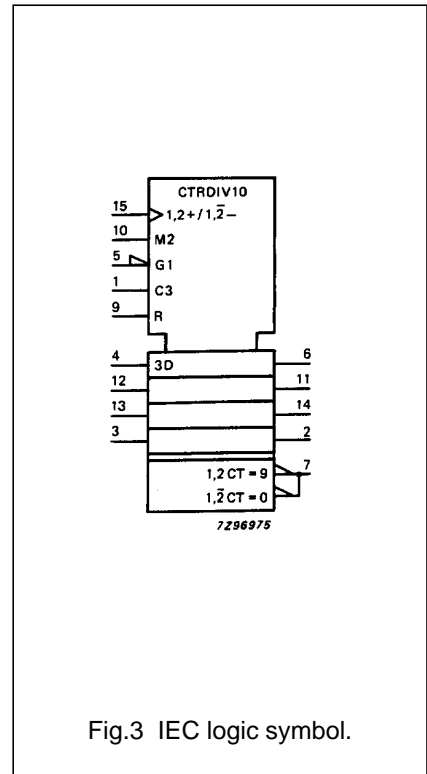 CTRDIV10
15 1,2+/1,2̅−
10 M2
5 G1
1 C3
9 R
4 3D 6
12 11
13 14
3 2
1,2 CT = 9 7
1,2̅ CT = 0
7Z96975
Fig.3 IEC logic symbol.